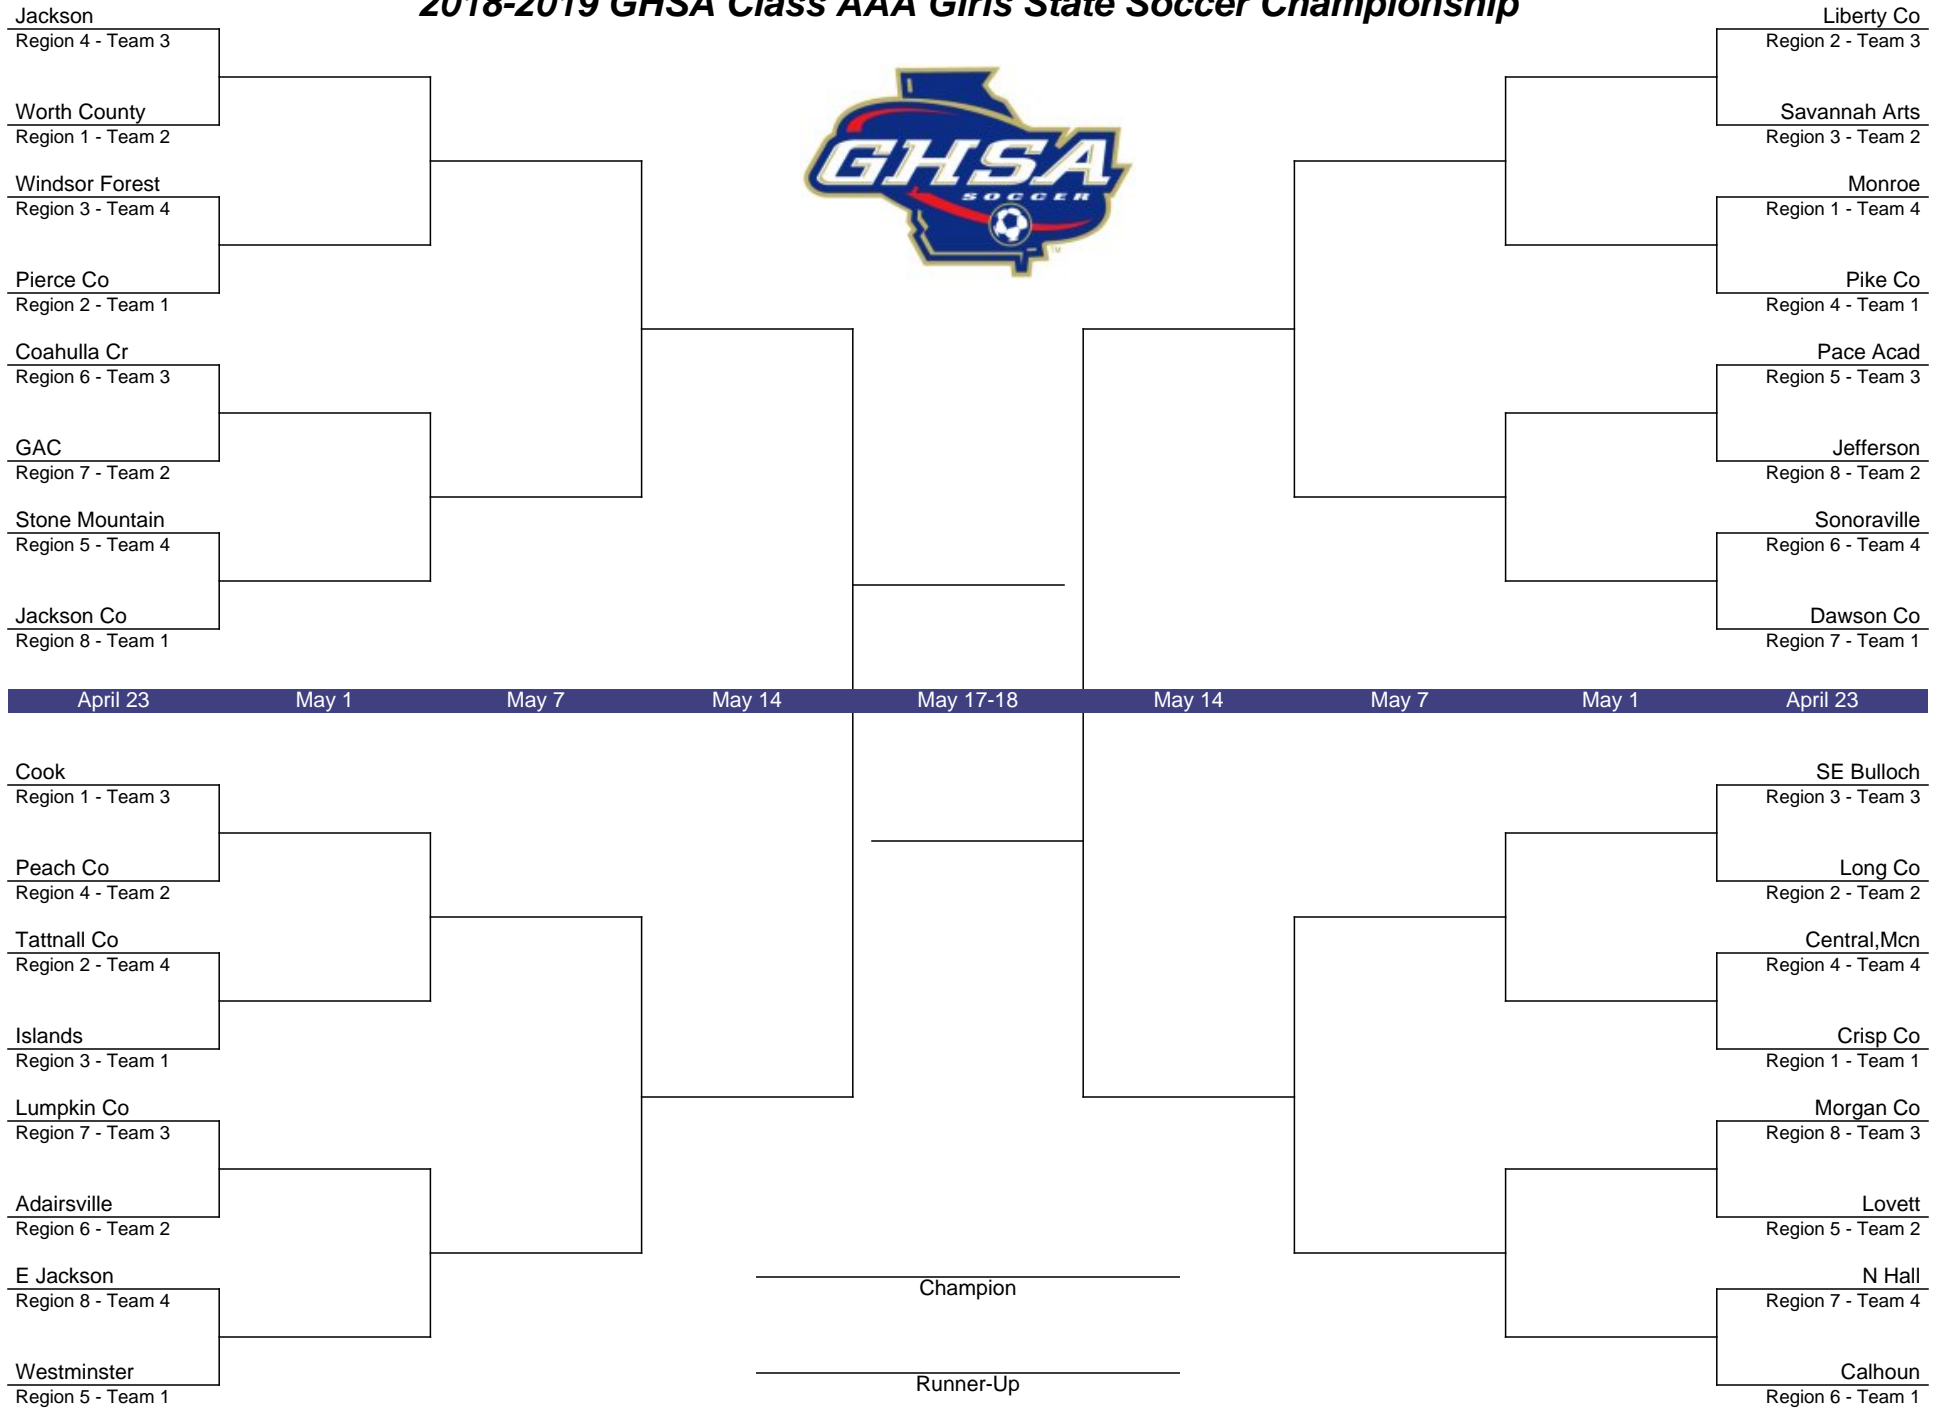 2018-2019 GHSA Class AAA Girls State Soccer Championship
Jackson
Region 4 - Team 3
Worth County
Region 1 - Team 2
Windsor Forest
Region 3 - Team 4
Pierce Co
Region 2 - Team 1
Coahulla Cr
Region 6 - Team 3
GAC
Region 7 - Team 2
Stone Mountain
Region 5 - Team 4
Jackson Co
Region 8 - Team 1
GHSA
SOCCER
TM
Liberty Co
Region 2 - Team 3
Savannah Arts
Region 3 - Team 2
Monroe
Region 1 - Team 4
Pike Co
Region 4 - Team 1
Pace Acad
Region 5 - Team 3
Jefferson
Region 8 - Team 2
Sonoraville
Region 6 - Team 4
Dawson Co
Region 7 - Team 1
April 23 May 1 May 7 May 14 May 17-18 May 14 May 7 May 1 April 23
Cook
Region 1 - Team 3
Peach Co
Region 4 - Team 2
Tattnall Co
Region 2 - Team 4
Islands
Region 3 - Team 1
Lumpkin Co
Region 7 - Team 3
Adairsville
Region 6 - Team 2
E Jackson
Region 8 - Team 4
Westminster
Region 5 - Team 1
Champion
Runner-Up
SE Bulloch
Region 3 - Team 3
Long Co
Region 2 - Team 2
Central,Mcn
Region 4 - Team 4
Crisp Co
Region 1 - Team 1
Morgan Co
Region 8 - Team 3
Lovett
Region 5 - Team 2
N Hall
Region 7 - Team 4
Calhoun
Region 6 - Team 1